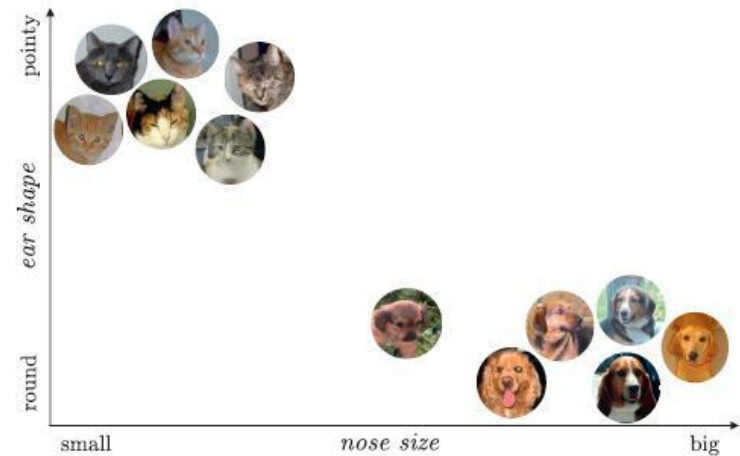 pointy
ear shape
round
small
nose size
big